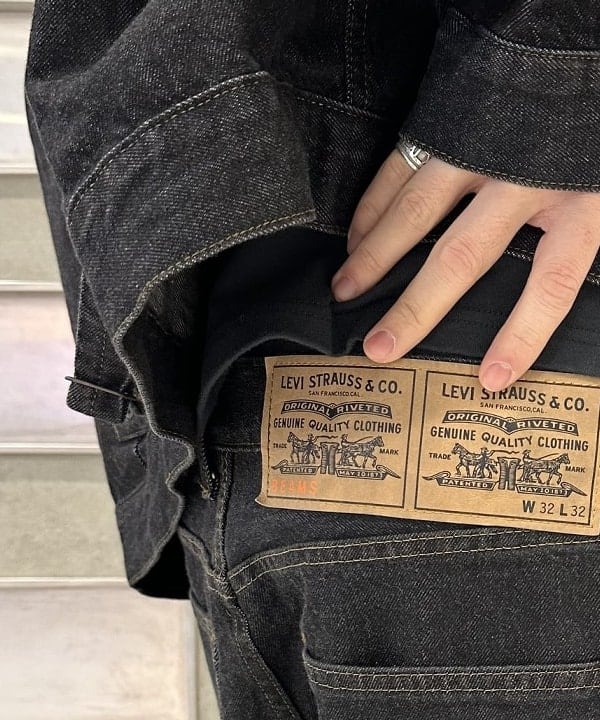 LEVI STRAUSS & CO.
SAN FRANCISCO, CAL.
ORIGINAL RIVETED
GENUINE QUALITY CLOTHING
TRADE MARK
PATENTED MAY 20 1873
BEAMS
LEVI STRAUSS & CO.
SAN FRANCISCO, CAL.
ORIGINAL RIVETED
GENUINE QUALITY CLOTHING
TRADE MARK
PATENTED MAY 20 1873
W 32 L 32